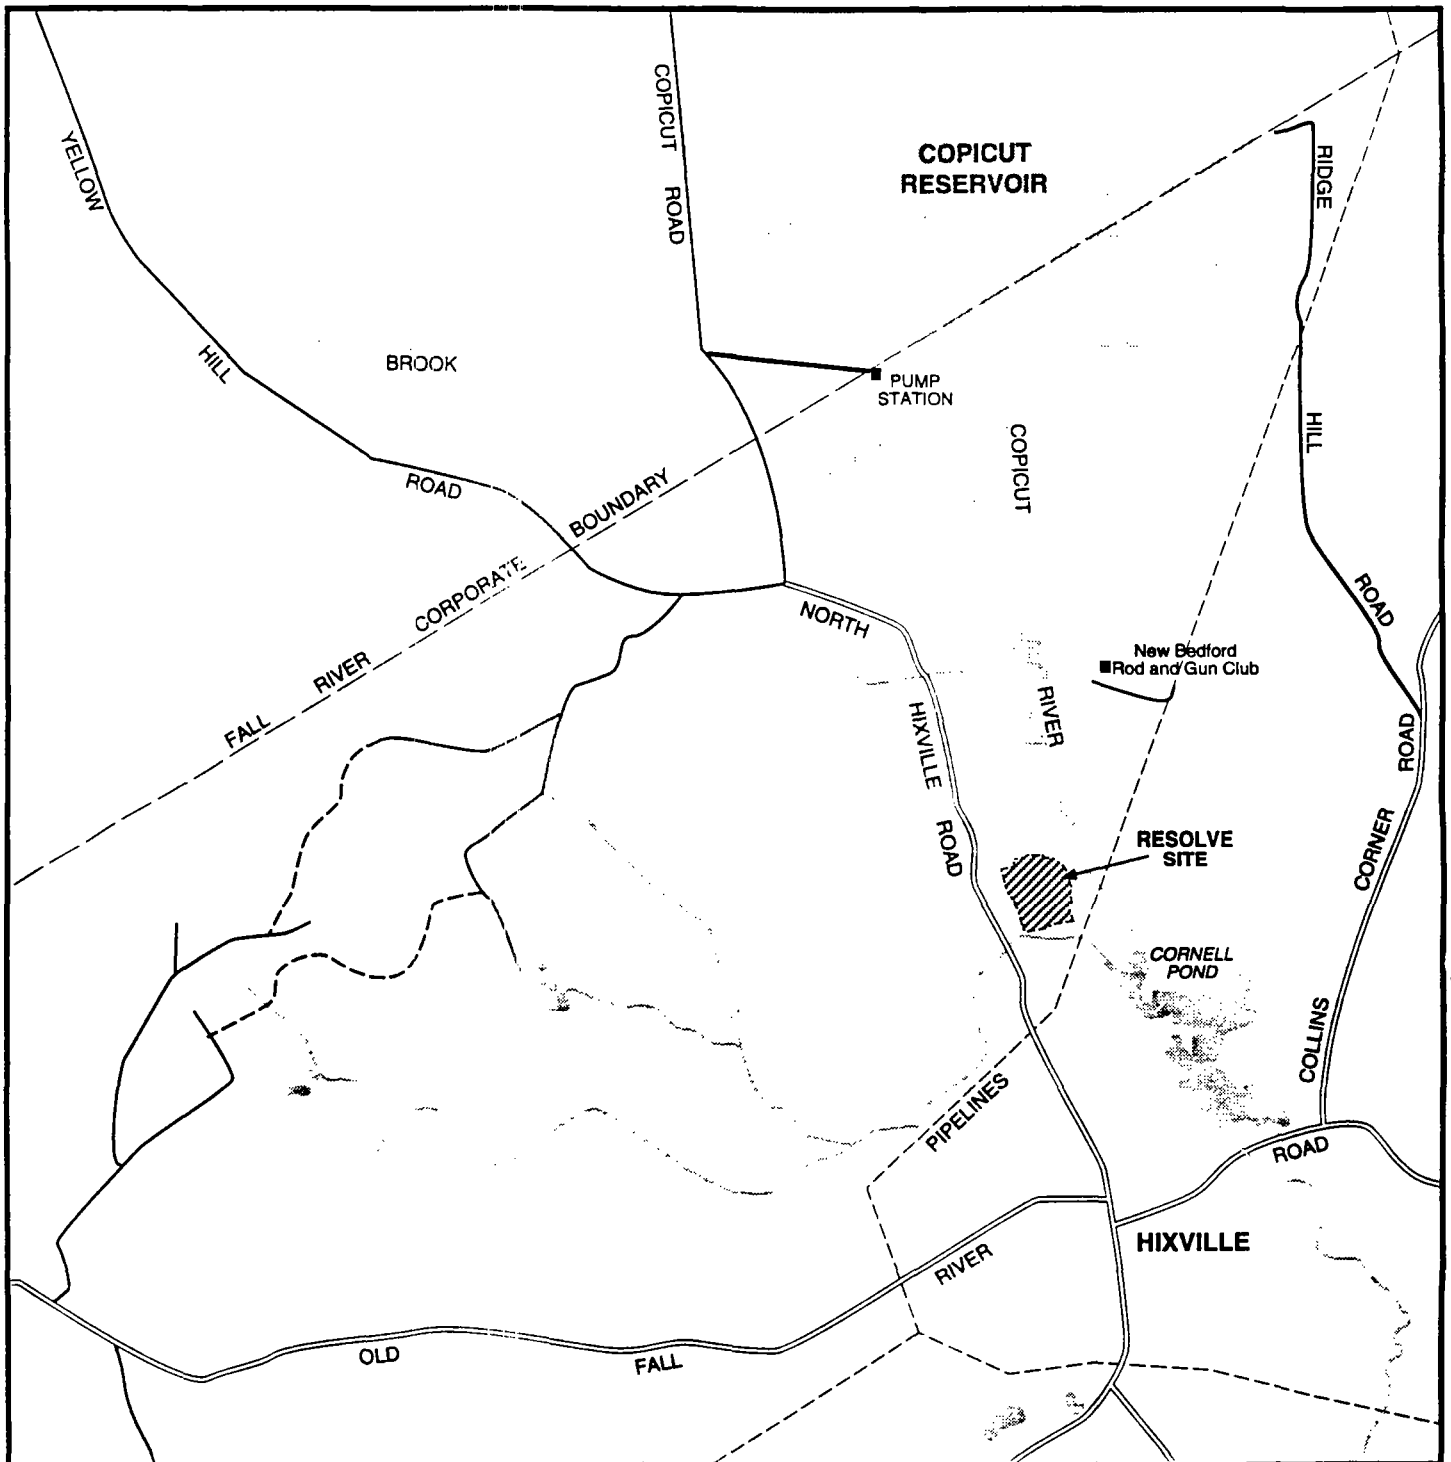 YELLOW
HILL
ROAD
COPICUT
ROAD
COPICUT
RESERVOIR
RIDGE
HILL
ROAD
BROOK
PUMP
STATION
COPICUT
RIVER
FALL
RIVER
CORPORATE
BOUNDARY
NORTH
HIXVILLE
ROAD
New Bedford
Rod and Gun Club
RESOLVE
SITE
CORNELL
POND
COLLINS
CORNER
ROAD
PIPELINES
ROAD
HIXVILLE
OLD
FALL
RIVER